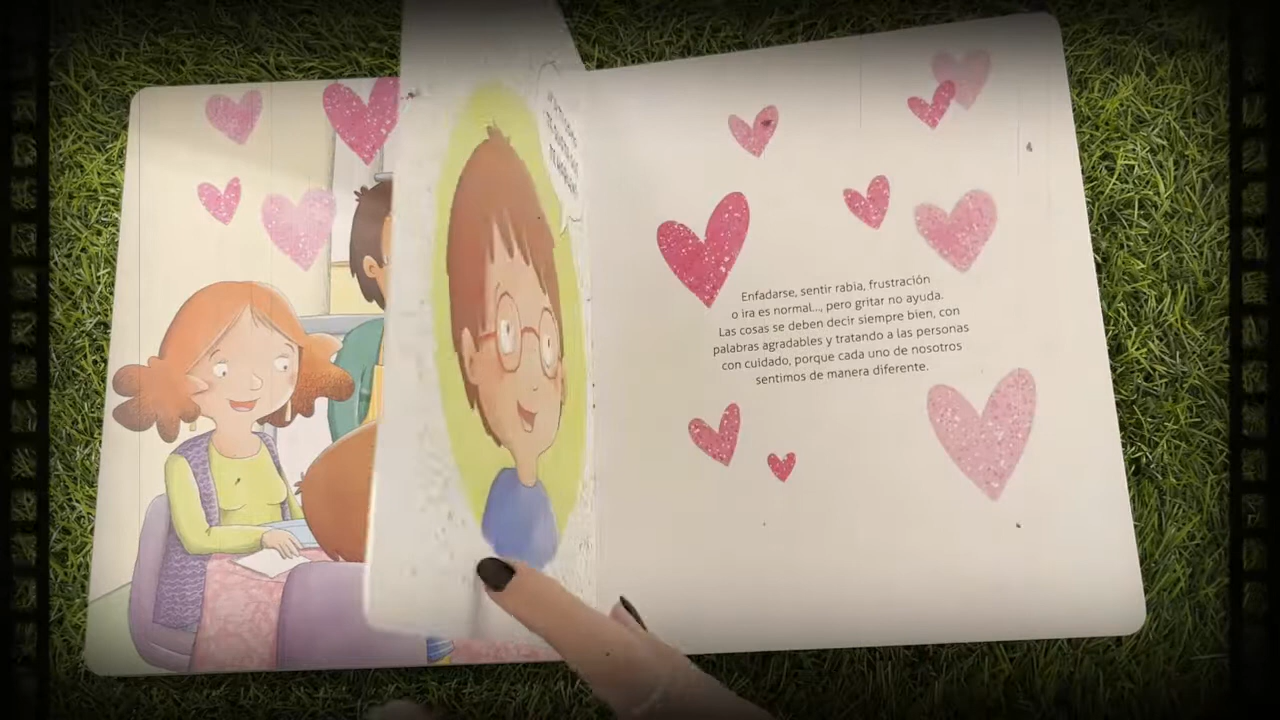 Enfadarse, sentir rabia, frustración
o ira es normal..., pero gritar no ayuda.
Las cosas se deben decir siempre bien, con
palabras agradables y tratando a las personas
con cuidado, porque cada uno de nosotros
sentimos de manera diferente.